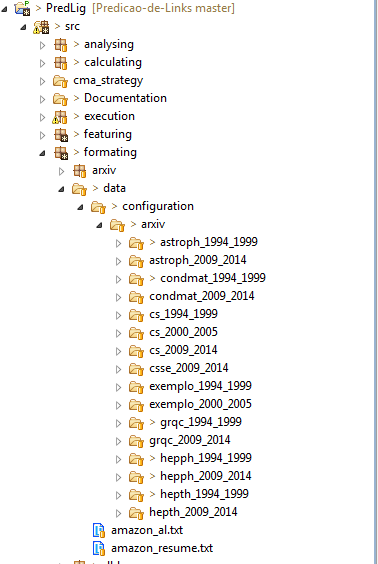 > PredLig [Predicao-de-Links master]
> src
> analysing
> calculating
cma_strategy
> Documentation
> execution
> featuring
> formating
arxiv
> data
> configuration
> arxiv
> astroph_1994_1999
astroph_2009_2014
> condmat_1994_1999
condmat_2009_2014
cs_1994_1999
cs_2000_2005
cs_2009_2014
csse_2009_2014
exemplo_1994_1999
exemplo_2000_2005
> grqc_1994_1999
grqc_2009_2014
> hepph_1994_1999
> hepph_2009_2014
> hepth_1994_1999
hepth_2009_2014
amazon_al.txt
amazon_resume.txt